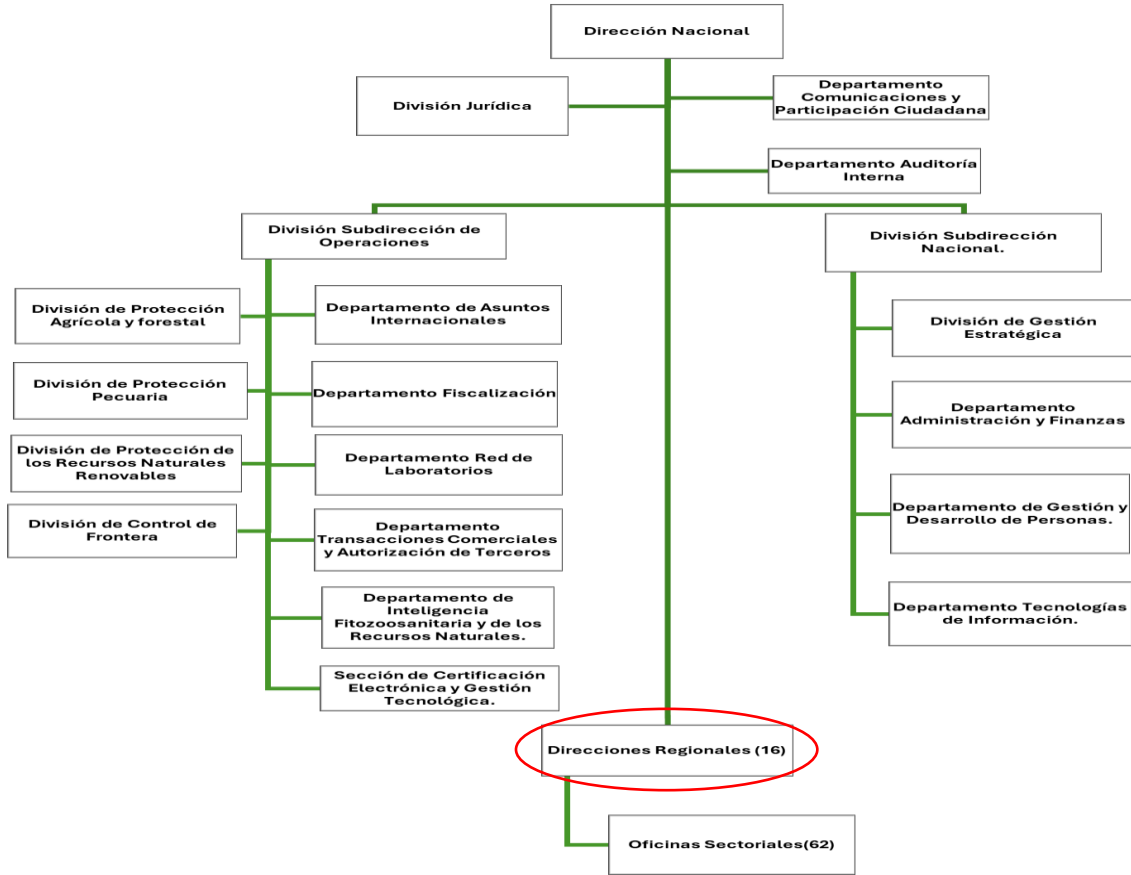 Dirección Nacional
División Jurídica
Departamento
Comunicaciones y
Participación Ciudadana
Departamento Auditoría
Interna
División Subdirección de
Operaciones
División Subdirección
Nacional.
División de Protección
Agrícola y forestal
Departamento de Asuntos
Internacionales
División de Gestión
Estratégica
División de Protección
Pecuaria
Departamento Fiscalización
Departamento
Administración y Finanzas
División de Protección de
los Recursos Naturales
Renovables
Departamento Red de
Laboratorios
Departamento de Gestión y
Desarrollo de Personas.
División de Control de
Frontera
Departamento
Transacciones Comerciales
y Autorización de Terceros
Departamento de
Inteligencia
Fitozoosanitaria y de los
Recursos Naturales.
Departamento Tecnologías
de Información.
Sección de Certificación
Electrónica y Gestión
Tecnológica.
Direcciones Regionales (16)
Oficinas Sectoriales(62)